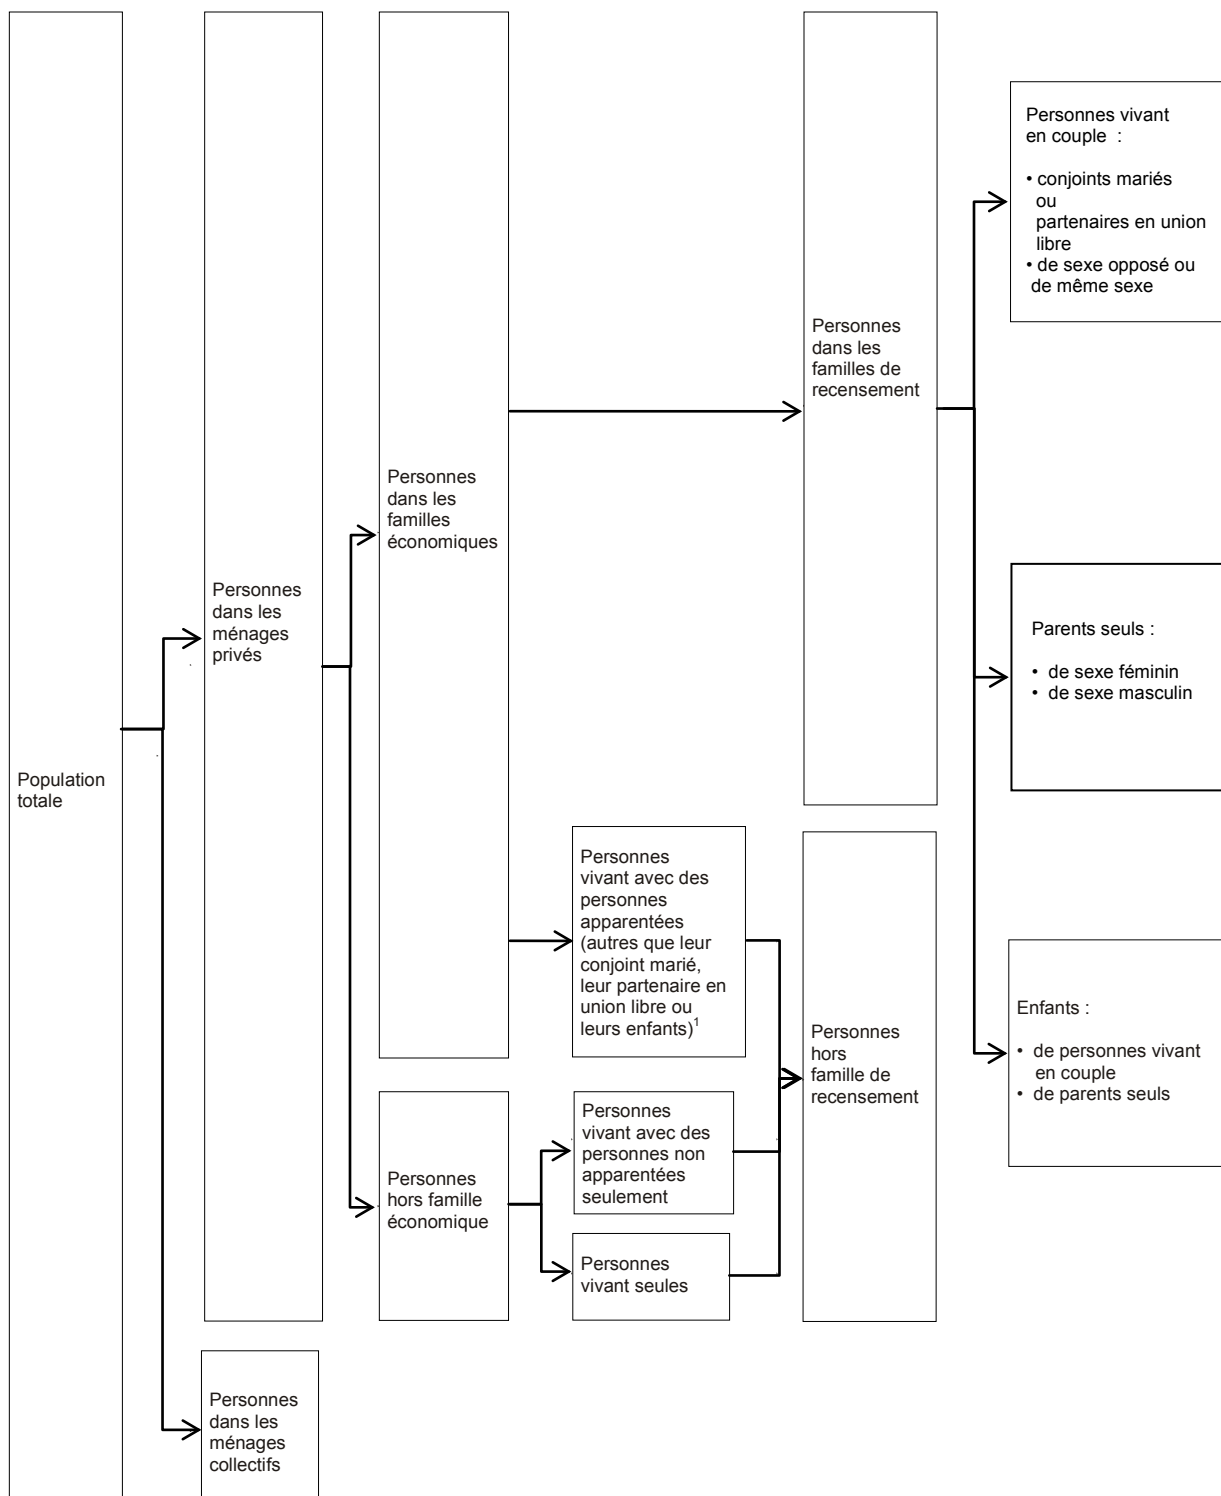 Population
totale
Personnes
dans les
ménages
privés
Personnes
dans les
ménages
collectifs
Personnes
dans les
familles
économiques
Personnes
hors famille
économique
Personnes
vivant avec des
personnes
apparentées
(autres que leur
conjoint marié,
leur partenaire en
union libre ou
leurs enfants)¹
Personnes
vivant avec des
personnes non
apparentées
seulement
Personnes
vivant seules
Personnes
dans les
familles de
recensement
Personnes
hors
famille de
recensement
Personnes vivant
en couple :
• conjoints mariés
ou
partenaires en union
libre
• de sexe opposé ou
de même sexe
Parents seuls :
• de sexe féminin
• de sexe masculin
Enfants :
• de personnes vivant
en couple
• de parents seuls